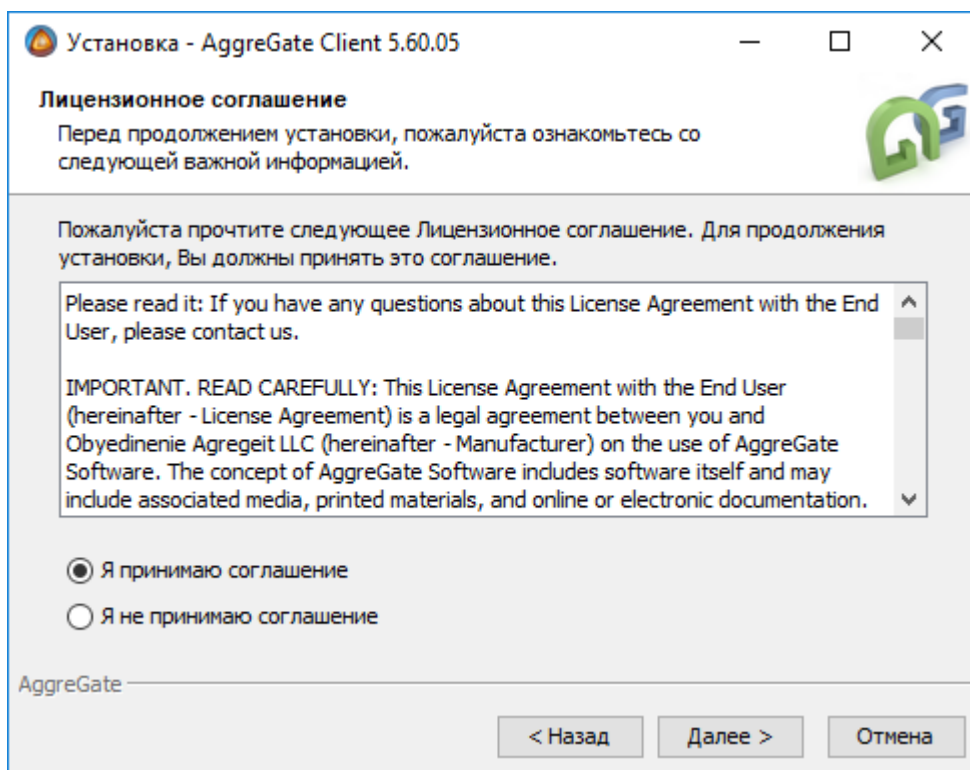 Установка - AggreGate Client 5.60.05
Лицензионное соглашение
Перед продолжением установки, пожалуйста ознакомьтесь со
следующей важной информацией.
Пожалуйста прочтите следующее Лицензионное соглашение. Для продолжения
установки, Вы должны принять это соглашение.
Please read it: If you have any questions about this License Agreement with the End
User, please contact us.
IMPORTANT. READ CAREFULLY: This License Agreement with the End User
(hereinafter - License Agreement) is a legal agreement between you and
Obyedinenie Agregeit LLC (hereinafter - Manufacturer) on the use of AggreGate
Software. The concept of AggreGate Software includes software itself and may
include associated media, printed materials, and online or electronic documentation.
Я принимаю соглашение
Я не принимаю соглашение
AggreGate
< Назад
Далее >
Отмена